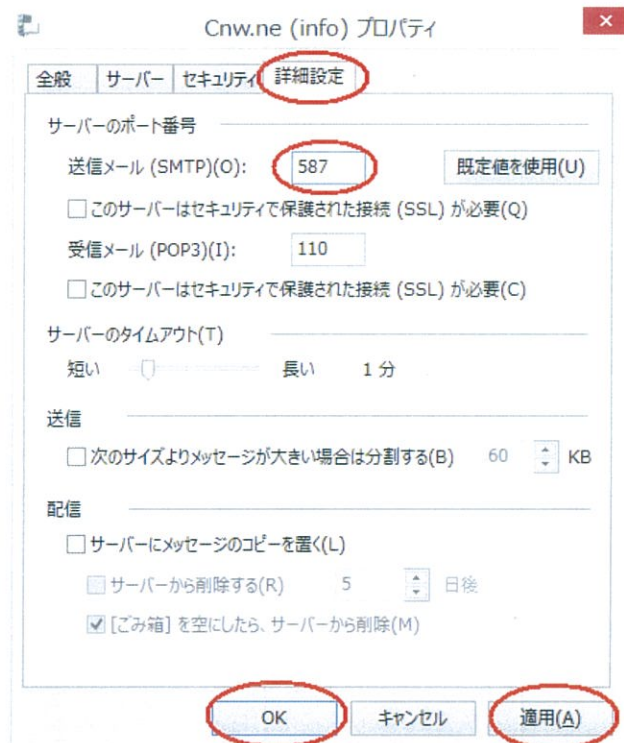 Cnw.ne (info) プロパティ
全般 サーバー セキュリティ 詳細設定
サーバーのポート番号
送信メール (SMTP)(O): 587 既定値を使用(U)
このサーバーはセキュリティで保護された接続 (SSL) が必要(Q)
受信メール (POP3)(I): 110
このサーバーはセキュリティで保護された接続 (SSL) が必要(C)
サーバーのタイムアウト(T)
短い 長い 1 分
送信
次のサイズよりメッセージが大きい場合は分割する(B) 60 KB
配信
サーバーにメッセージのコピーを置く(L)
サーバーから削除する(R) 5 日後
[ごみ箱] を空にしたら、サーバーから削除(M)
OK キャンセル 適用(A)